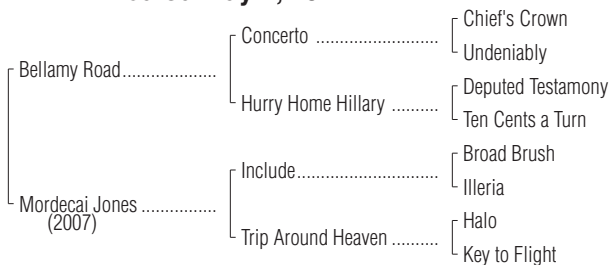 Chief's Crown
Concerto ............................
Undeniably
Bellamy Road...................
Deputed Testamony
Hurry Home Hillary ..........
Ten Cents a Turn
Broad Brush
Include.............................
Illeria
Mordecai Jones ...............
(2007)
Halo
Trip Around Heaven ..........
Key to Flight